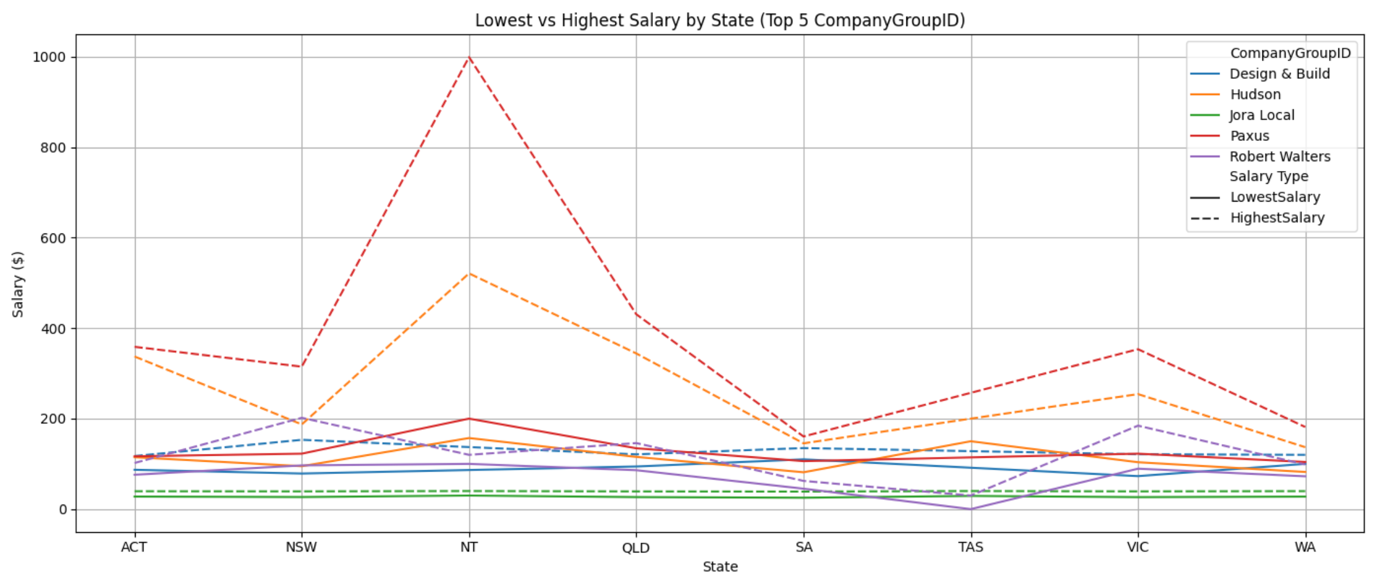 Lowest vs Highest Salary by State (Top 5 CompanyGroupID)
1000
800
600
400
200
0
Salary ($)
CompanyGroupID
Design & Build
Hudson
Jora Local
Paxus
Robert Walters
Salary Type
LowestSalary
HighestSalary
ACT NSW NT QLD SA TAS VIC WA
State